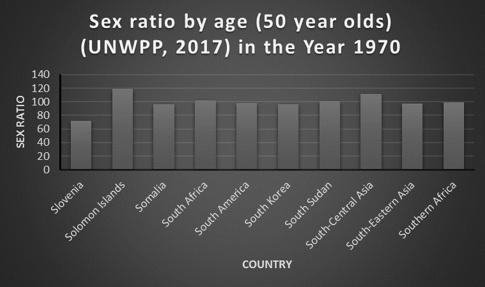 Sex ratio by age (50 year olds)
(UNWPP, 2017) in the Year 1970
SEX RATIO
140
120
100
80
60
40
20
0
Slovenia
Solomon Islands
Somalia
South Africa
South America
South Korea
South Sudan
South-Central Asia
South-Eastern Asia
Southern Africa
COUNTRY